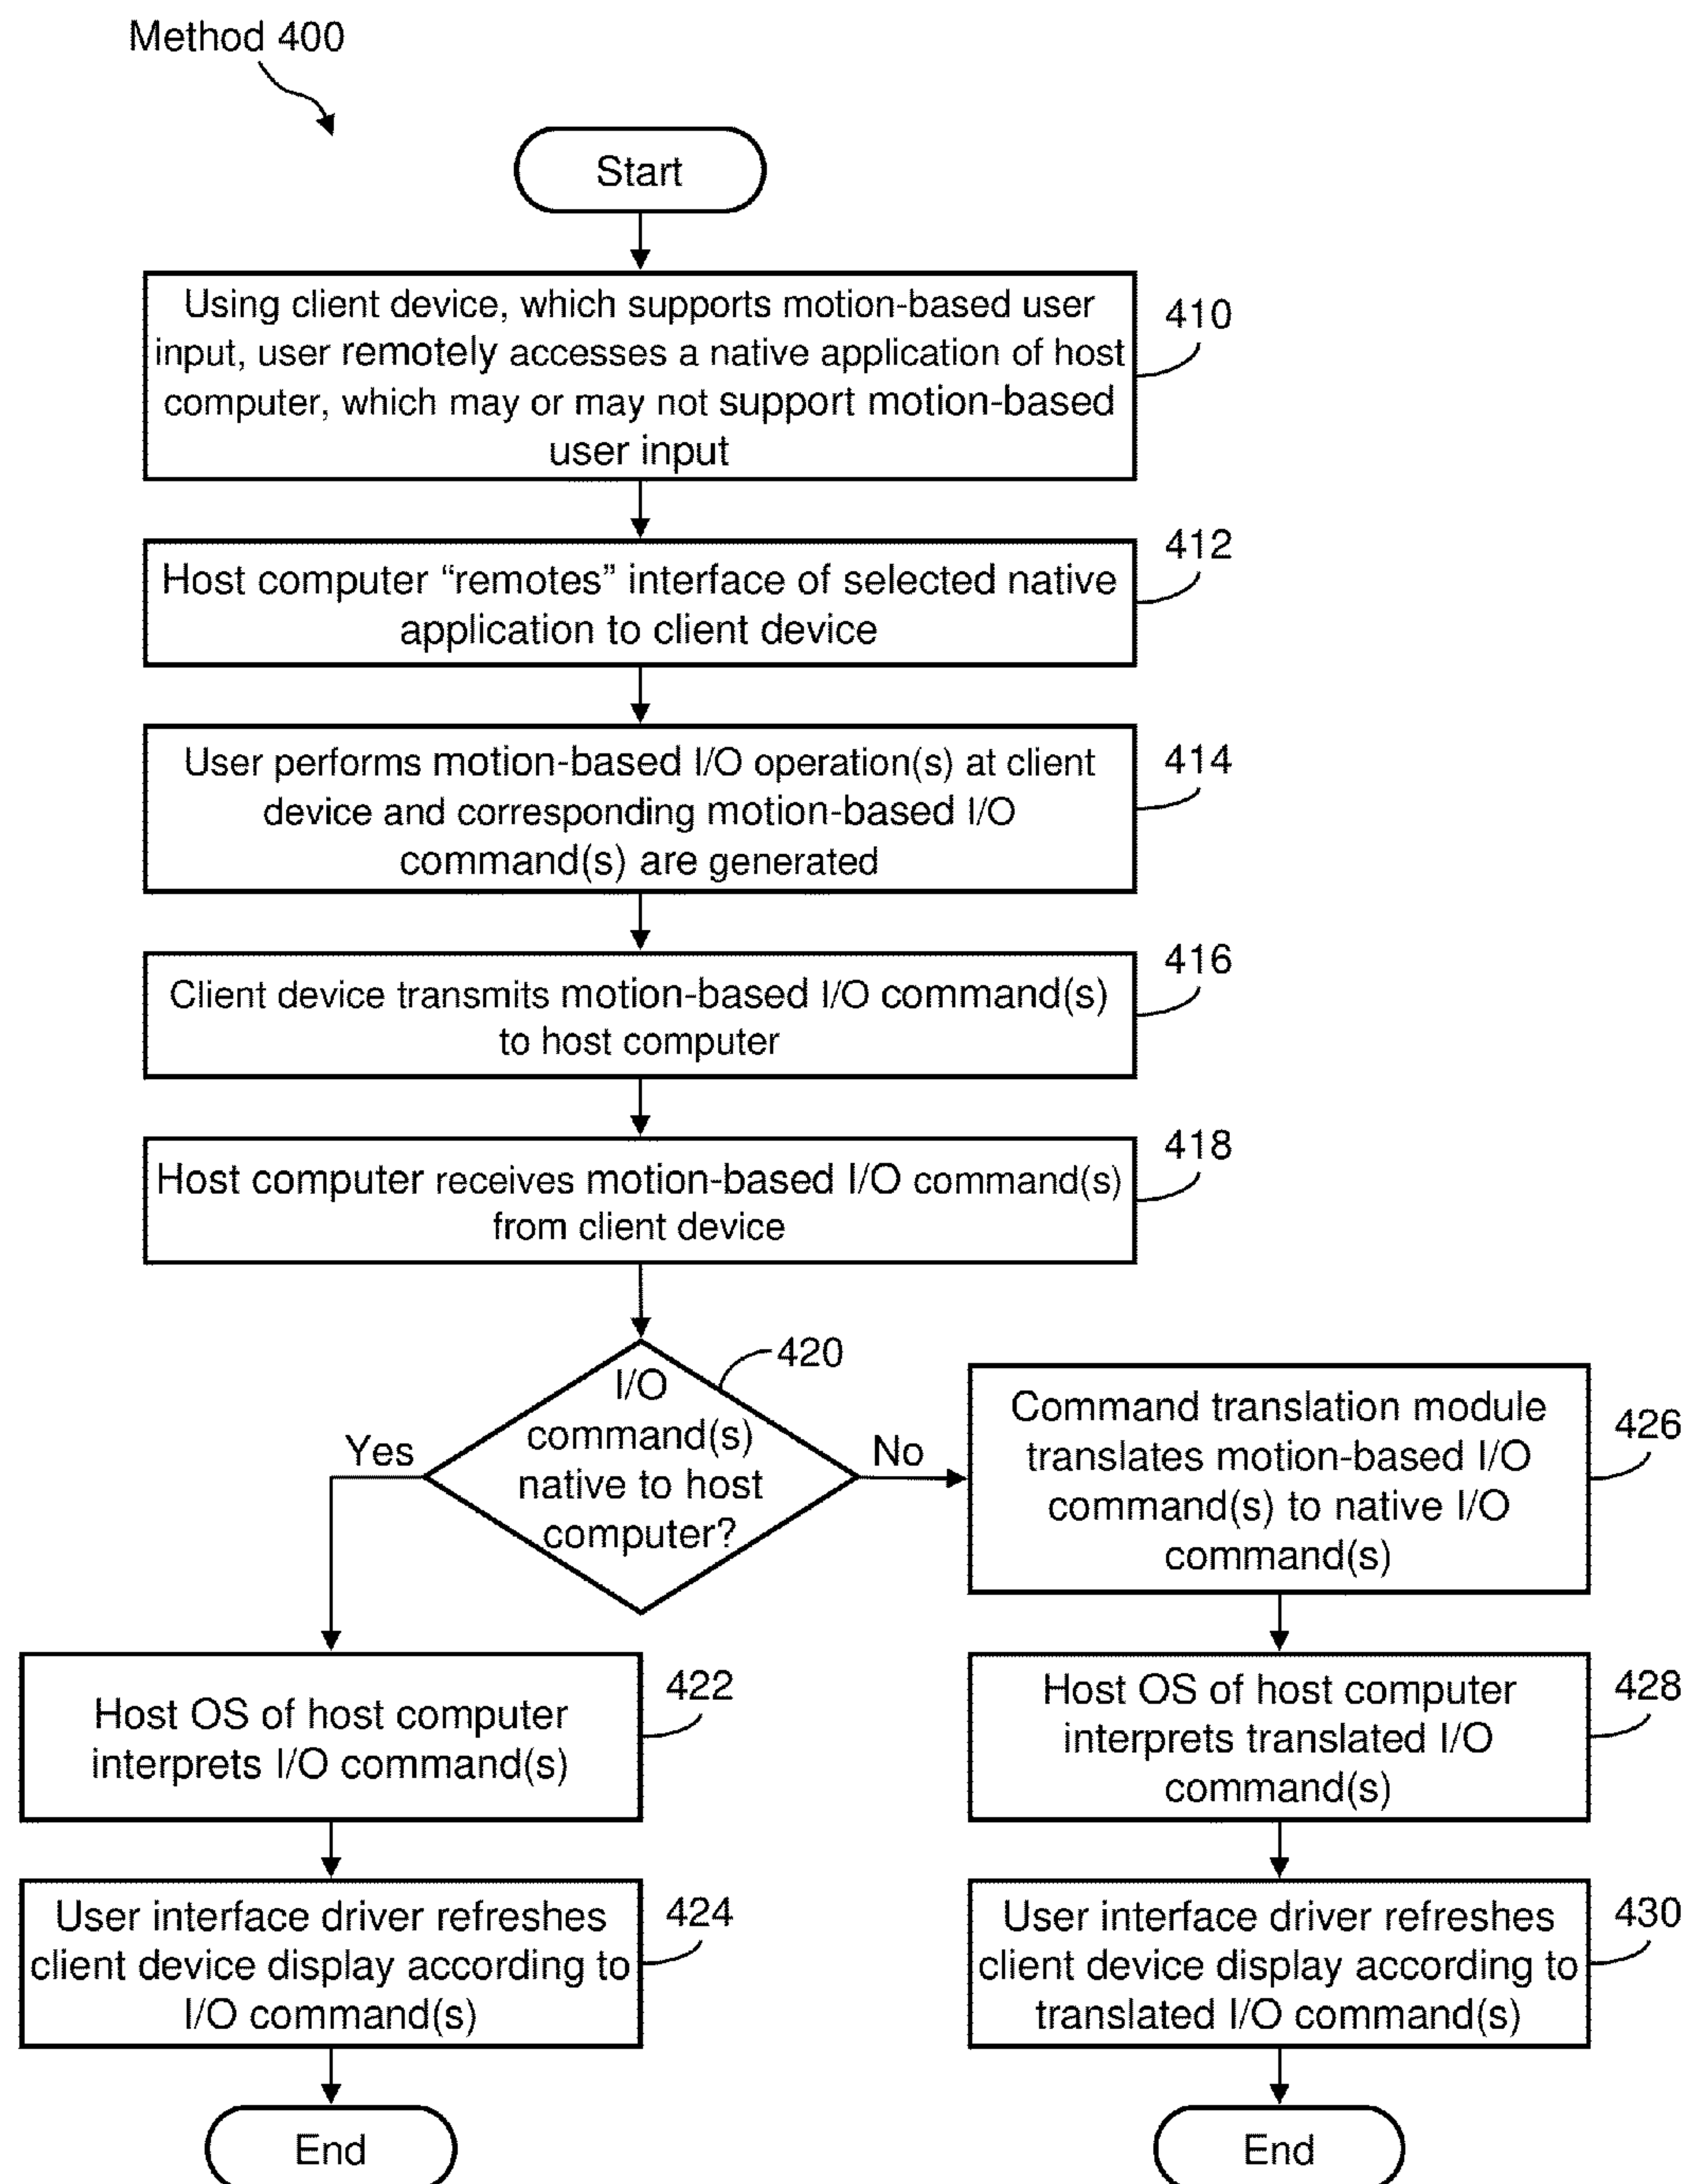 Method 400
Start
Using client device, which supports motion-based user
input, user remotely accesses a native application of host
computer, which may or may not support motion-based
user input
410
Host computer “remotes” interface of selected native
application to client device
412
User performs motion-based I/O operation(s) at client
device and corresponding motion-based I/O
command(s) are generated
414
Client device transmits motion-based I/O command(s)
to host computer
416
Host computer receives motion-based I/O command(s)
from client device
418
I/O
command(s)
native to host
computer?
420
Yes
No
Command translation module
translates motion-based I/O
command(s) to native I/O
command(s)
426
Host OS of host computer
interprets I/O command(s)
422
Host OS of host computer
interprets translated I/O
command(s)
428
User interface driver refreshes
client device display according to
I/O command(s)
424
User interface driver refreshes
client device display according to
translated I/O command(s)
430
End
End